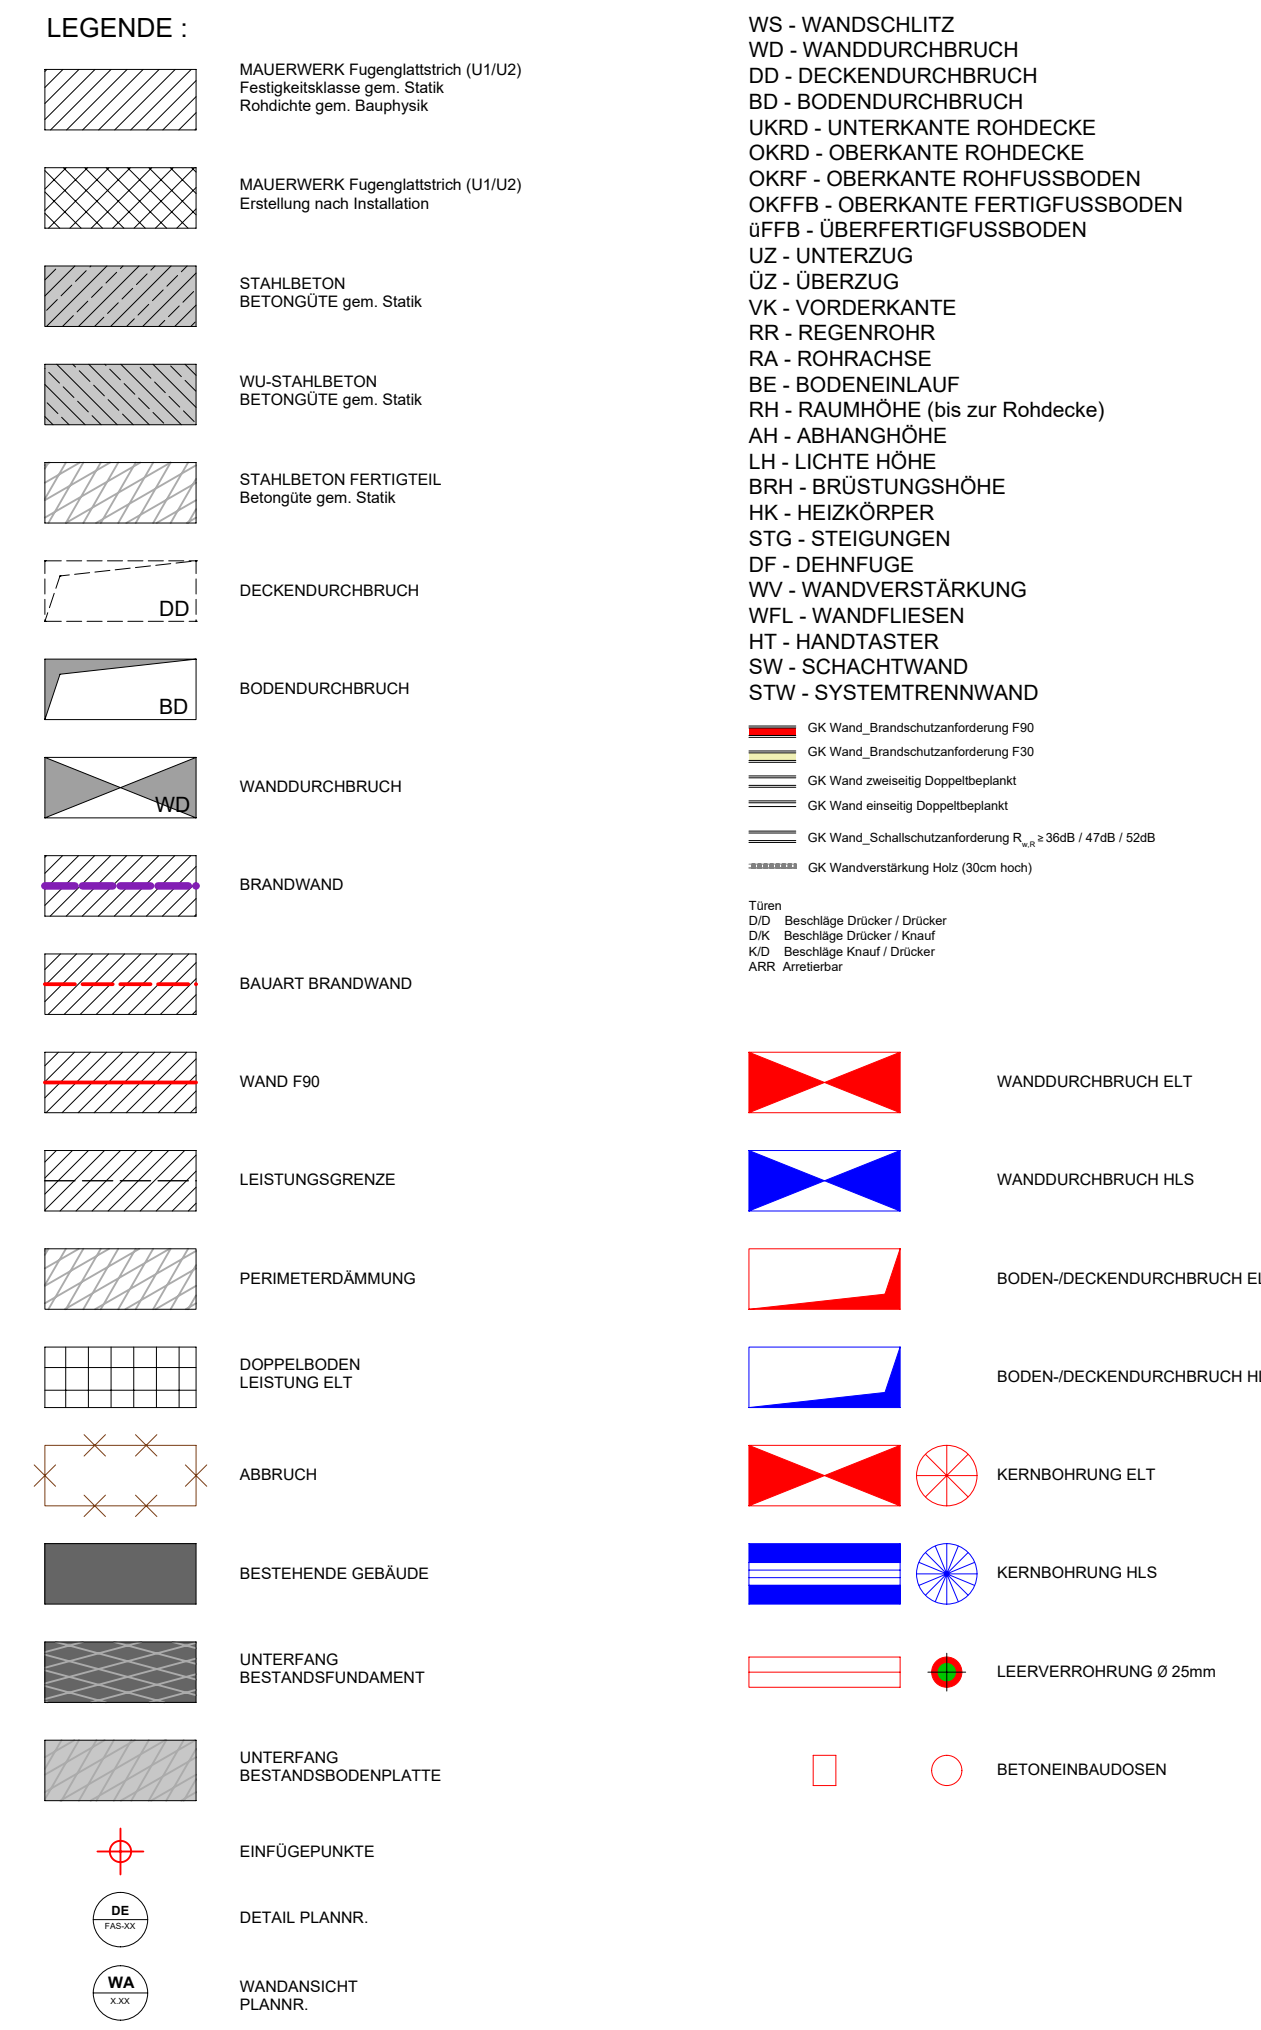 LEGENDE :
MAUERWERK Fugenglattstrich (U1/U2)
Festigkeitsklasse gem. Statik
Rohdichte gem. Bauphysik
MAUERWERK Fugenglattstrich (U1/U2)
Erstellung nach Installation
STAHLBETON
BETONGÜTE gem. Statik
WU-STAHLBETON
BETONGÜTE gem. Statik
STAHLBETON FERTIGTEIL
Betongüte gem. Statik
DD
DECKENDURCHBRUCH
BD
BODENDURCHBRUCH
WD
WANDDURCHBRUCH
BRANDWAND
BAUART BRANDWAND
WAND F90
LEISTUNGSGRENZE
PERIMETERDÄMMUNG
DOPPELBODEN
LEISTUNG ELT
ABBRUCH
BESTEHENDE GEBÄUDE
UNTERFANG
BESTANDSFUNDAMENT
UNTERFANG
BESTANDSBODENPLATTE
EINFÜGEPUNKTE
DE
FAS-XX
DETAIL PLANNR.
WA
X.XX
WANDANSICHT
PLANNR.
WS - WANDSCHLITZ
WD - WANDDURCHBRUCH
DD - DECKENDURCHBRUCH
BD - BODENDURCHBRUCH
UKRD - UNTERKANTE ROHDECKE
OKRD - OBERKANTE ROHDECKE
OKRF - OBERKANTE ROHFUSSBODEN
OKFFB - OBERKANTE FERTIGFUSSBODEN
üFFB - ÜBERFERTIGFUSSBODEN
UZ - UNTERZUG
ÜZ - ÜBERZUG
VK - VORDERKANTE
RR - REGENROHR
RA - ROHRACHSE
BE - BODENEINLAUF
RH - RAUMHÖHE (bis zur Rohdecke)
AH - ABHANGHÖHE
LH - LICHTE HÖHE
BRH - BRÜSTUNGSHÖHE
HK - HEIZKÖRPER
STG - STEIGUNGEN
DF - DEHNFUGE
WV - WANDVERSTÄRKUNG
WFL - WANDFLIESEN
HT - HANDTASTER
SW - SCHACHTWAND
STW - SYSTEMTRENNWAND
GK Wand_Brandschutzanforderung F90
GK Wand_Brandschutzanforderung F30
GK Wand zweiseitig Doppeltbeplankt
GK Wand einseitig Doppeltbeplankt
GK Wand_Schallschutzanforderung Rw,R ≥ 36dB / 47dB / 52dB
GK Wandverstärkung Holz (30cm hoch)
Türen
D/D Beschläge Drücker / Drücker
D/K Beschläge Drücker / Knauf
K/D Beschläge Knauf / Drücker
ARR Arretierbar
WANDDURCHBRUCH ELT
WANDDURCHBRUCH HLS
BODEN-/DECKENDURCHBRUCH
BODEN-/DECKENDURCHBRUCH
KERNBOHRUNG ELT
KERNBOHRUNG HLS
LEERVERROHRUNG Ø 25mm
BETONEINBAUDOSEN